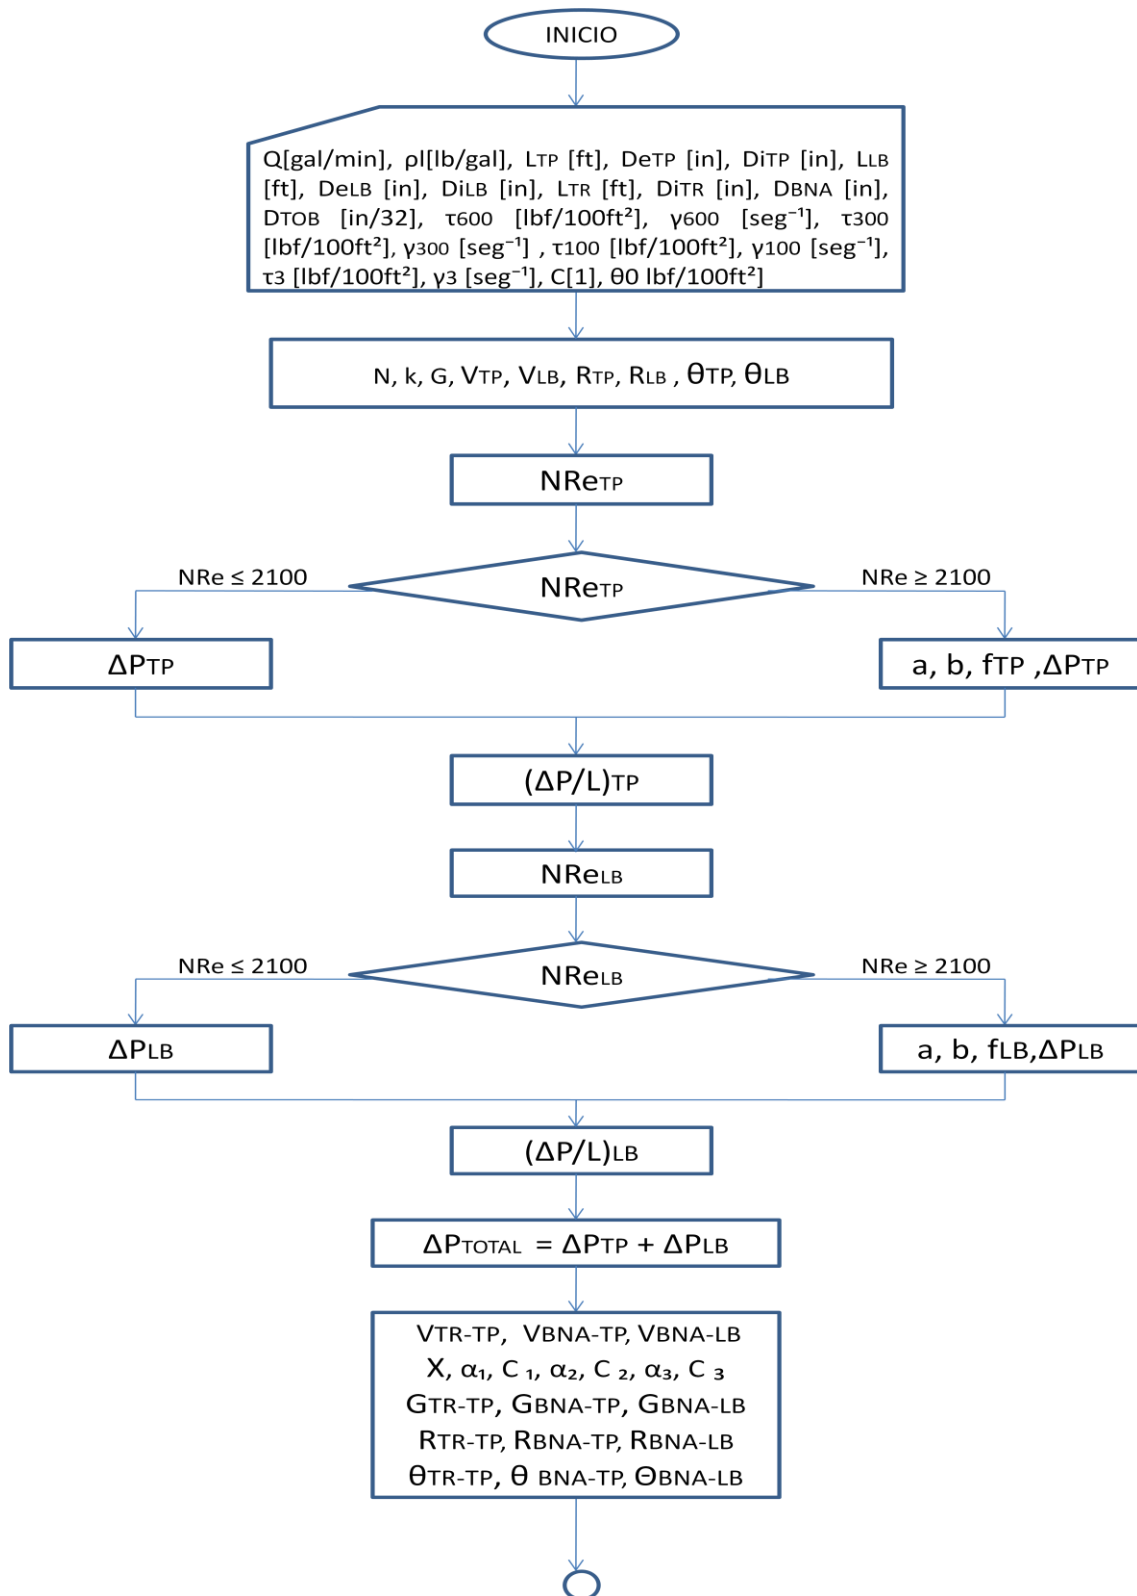 INICIO
Q[gal/min], ρl[lb/gal], LTP [ft], DeTP [in], DiTP [in], LLB
[ft], DeLB [in], DiLB [in], LTR [ft], DiTR [in], DBNA [in],
DTOB [in/32], τ600 [lbf/100ft²], γ600 [seg⁻¹], τ300
[lbf/100ft²], γ300 [seg⁻¹] , τ100 [lbf/100ft²], γ100 [seg⁻¹],
τ3 [lbf/100ft²], γ3 [seg⁻¹], C[1], θ0 lbf/100ft²]
N, k, G, VTP, VLB, RTP, RLB , θTP, θLB
NReTP
NRe ≤ 2100
NReTP
NRe ≥ 2100
ΔPTP
a, b, fTP ,ΔPTP
(ΔP/L)TP
NReLB
NRe ≤ 2100
NReLB
NRe ≥ 2100
ΔPLB
a, b, fLB,ΔPLB
(ΔP/L)LB
ΔPTOTAL = ΔPTP + ΔPLB
VTR-TP, VBNA-TP, VBNA-LB
X, α₁, C ₁, α₂, C ₂, α₃, C ₃
GTR-TP, GBNA-TP, GBNA-LB
RTR-TP, RBNA-TP, RBNA-LB
θTR-TP, θ BNA-TP, ΘBNA-LB